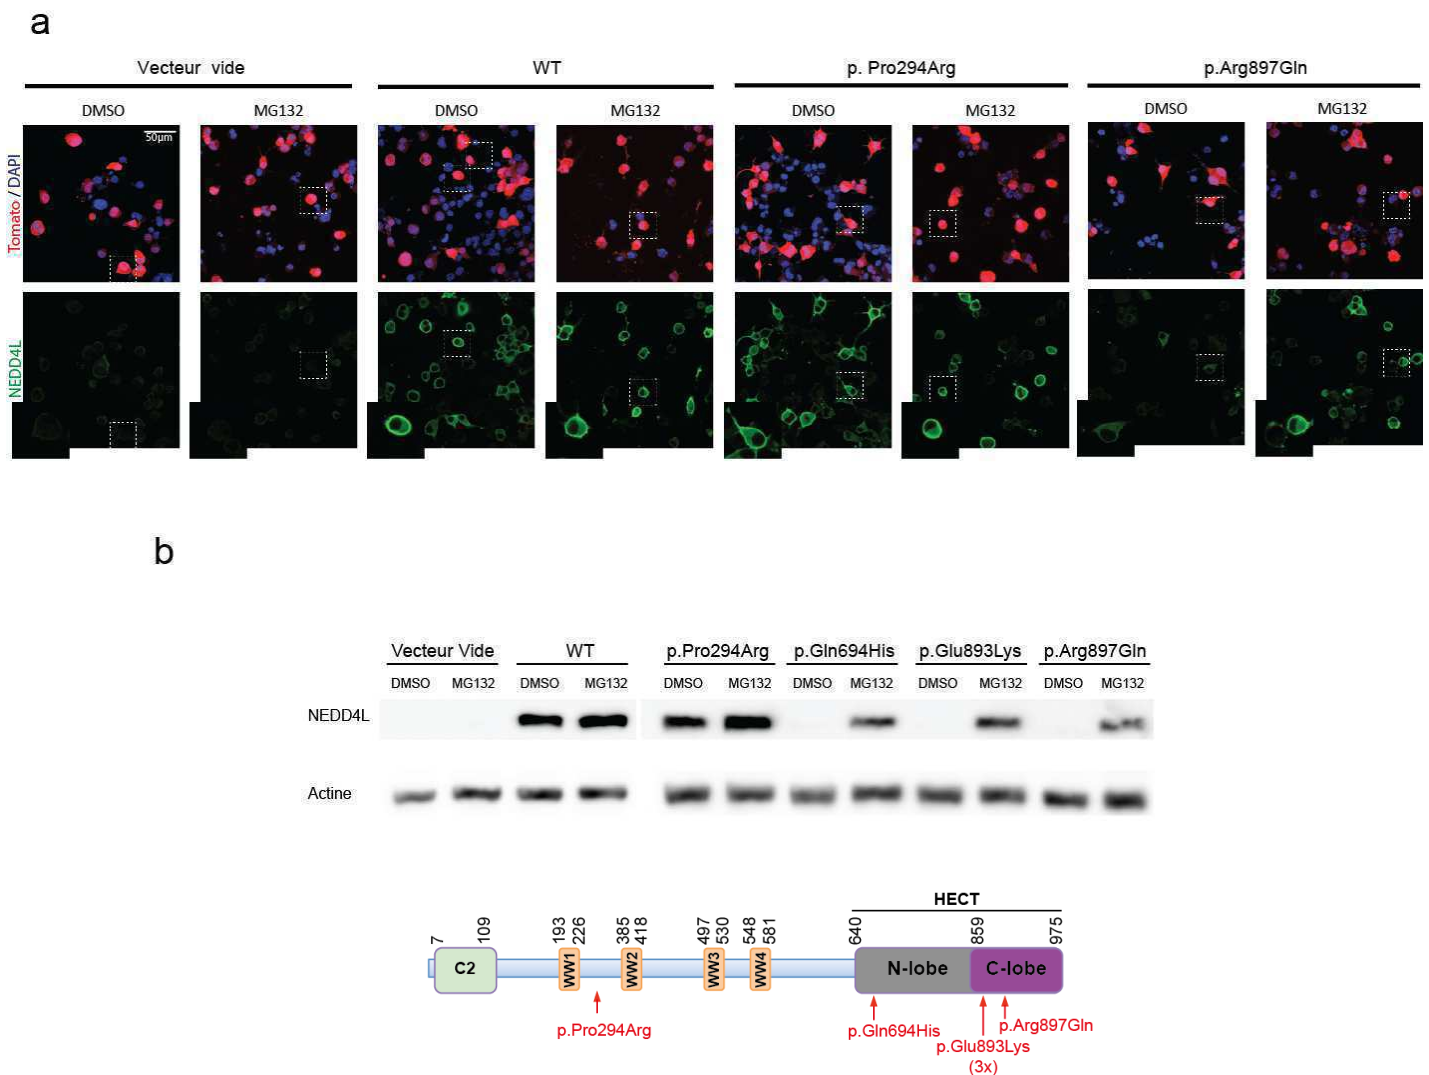 a
Vecteur vide WT p. Pro294Arg p.Arg897Gln
DMSO MG132 DMSO MG132 DMSO MG132 DMSO MG132
50µm
Tomato / DAPI
NEDD4L
b
Vecteur Vide WT p.Pro294Arg p.Gln694His p.Glu893Lys p.Arg897Gln
DMSO MG132 DMSO MG132 DMSO MG132 DMSO MG132 DMSO MG132 DMSO MG132
NEDD4L
Actine
HECT
7 109 193 226 385 418 497 530 548 581 640 859 975
C2 WW1 WW2 WW3 WW4 N-lobe C-lobe
p.Pro294Arg p.Gln694His p.Arg897Gln
p.Glu893Lys
(3x)